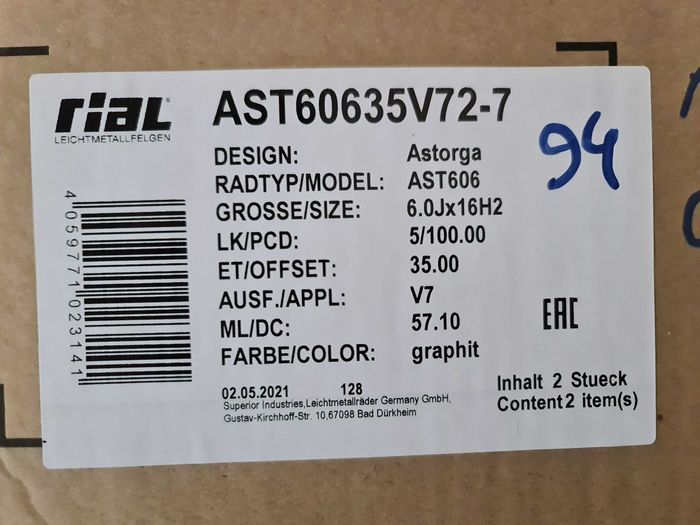 rial®
LEICHTMETALLFELGEN
AST60635V72-7
94
DESIGN: Astorga
RADTYP/MODEL: AST606
GROSSE/SIZE: 6.0Jx16H2
LK/PCD: 5/100.00
ET/OFFSET: 35.00
AUSF./APPL: V7
ML/DC: 57.10
FARBE/COLOR: graphit
4 059771 023141
EAC
02.05.2021 128
Superior Industries,Leichtmetallräder Germany GmbH,
Gustav-Kirchhoff-Str. 10,67098 Bad Dürkheim
Inhalt 2 Stueck
Content 2 item(s)